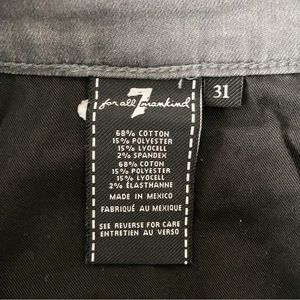 7
for all mankind
31
68% COTTON
15% POLYESTER
15% LYOCELL
2% SPANDEX
68% COTON
15% POLYESTER
15% LYOCELL
2% ÉLASTHANNE
MADE IN MEXICO
FABRIQUÉ AU MEXIQUE
SEE REVERSE FOR CARE
ENTRETIEN AU VERSO